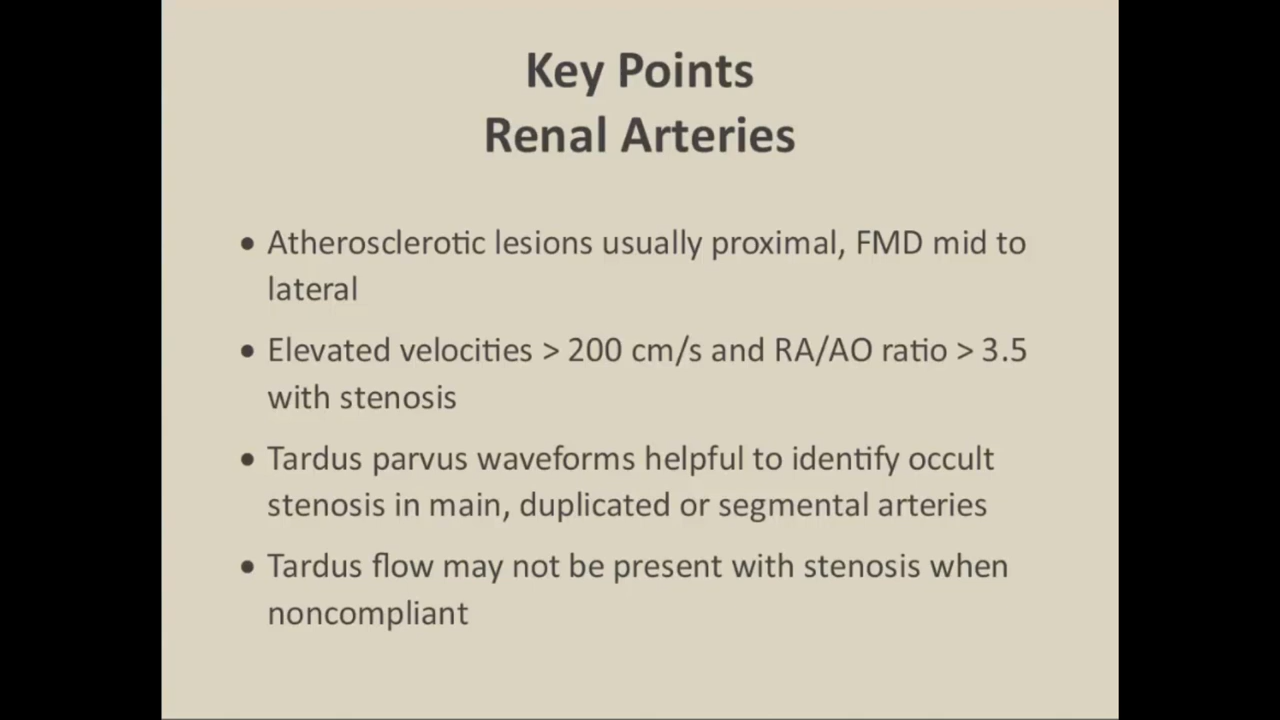 Key Points
Renal Arteries
• Atherosclerotic lesions usually proximal, FMD mid to
lateral
• Elevated velocities > 200 cm/s and RA/AO ratio > 3.5
with stenosis
• Tardus parvus waveforms helpful to identify occult
stenosis in main, duplicated or segmental arteries
• Tardus flow may not be present with stenosis when
noncompliant